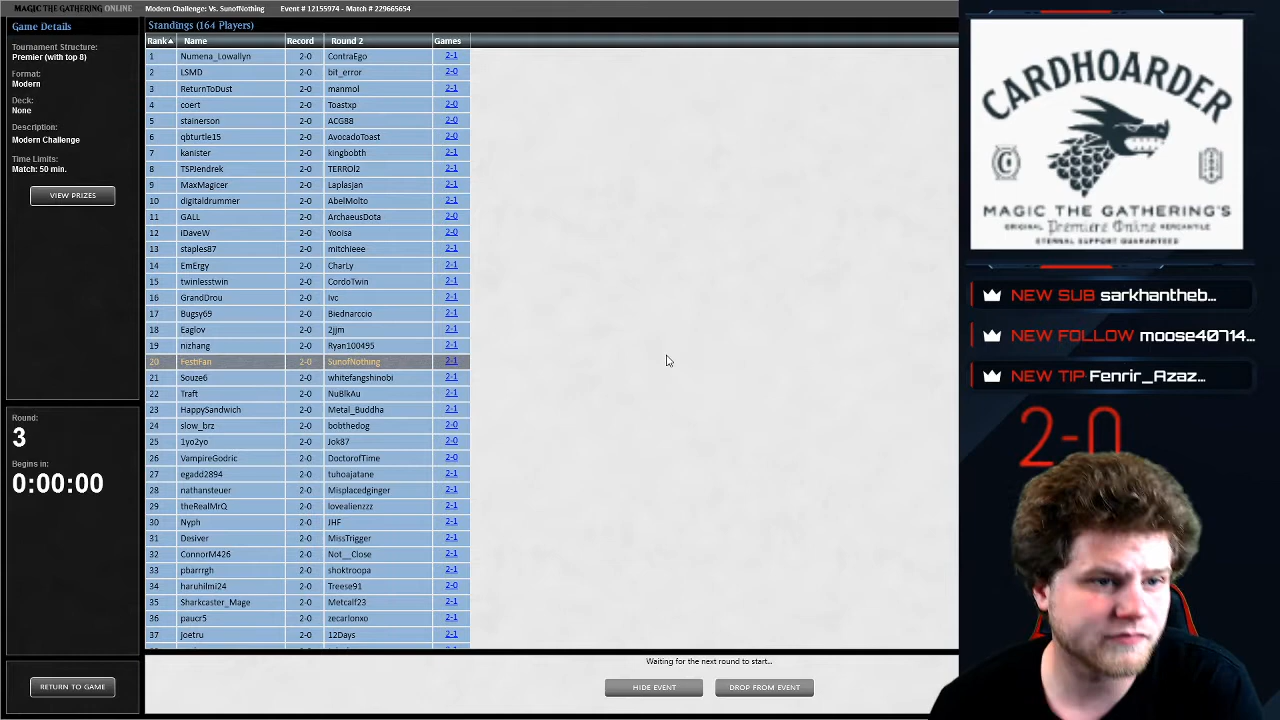 MAGIC THE GATHERING ONLINE Modern Challenge: Vs. SunofNothing Event # 12155974 - Match # 229665654
Game Details
Tournament Structure:
Premier (with top 8)
Format:
Modern
Deck:
None
Description:
Modern Challenge
Time Limits:
Match: 50 min.
VIEW PRIZES
Round:
3
Begins in:
0:00:00
RETURN TO GAME
Standings (164 Players)
Rank Name Record Round 2 Games
1 Numena_Lowallyn 2-0 ContraEgo 2-1
2 LSMD 2-0 bit_error 2-0
3 ReturnToDust 2-0 manmol 2-1
4 coert 2-0 Toastxp 2-0
5 stainerson 2-0 ACG88 2-0
6 qbturtle15 2-0 AvocadoToast 2-0
7 kanister 2-0 kingbobth 2-1
8 TSPJendrek 2-0 TERROl2 2-1
9 MaxMagicer 2-0 Laplasjan 2-1
10 digitaldrummer 2-0 AbelMolto 2-1
11 GALL 2-0 ArchaeusDota 2-0
12 IDaveW 2-0 Yooisa 2-0
13 staples87 2-0 mitchleee 2-1
14 EmErgy 2-0 CharLy 2-1
15 twinlesstwin 2-0 CordoTwin 2-1
16 GrandDrou 2-0 Ivc 2-1
17 Bugsy69 2-0 Biednarccio 2-1
18 Eaglov 2-0 2jjm 2-1
19 nizhang 2-0 Ryan100495 2-1
20 FestiFan 2-0 SunofNothing 2-1
21 Souze6 2-0 whitefangshinobi 2-1
22 Traft 2-0 NuBlkAu 2-1
23 HappySandwich 2-0 Metal_Buddha 2-1
24 slow_brz 2-0 bobthedog 2-0
25 1yo2yo 2-0 Jok87 2-0
26 VampireGodric 2-0 DoctorofTime 2-0
27 egadd2894 2-0 tuhoajatane 2-1
28 nathansteuer 2-0 Misplacedginger 2-1
29 theRealMrQ 2-0 lovealienzzz 2-1
30 Nyph 2-0 JHF 2-1
31 Desiver 2-0 MissTrigger 2-1
32 ConnorM426 2-0 Not__Close 2-1
33 pbarrrgh 2-0 shoktroopa 2-1
34 haruhilmi24 2-0 Treese91 2-0
35 Sharkcaster_Mage 2-0 Metcalf23 2-1
36 paucr5 2-0 zecarlonxo 2-1
37 joetru 2-0 12Days 2-1
Waiting for the next round to start...
HIDE EVENT DROP FROM EVENT
CARDHOARDER
MAGIC THE GATHERING'S
ORIGINAL Premiere Online MERCANTILE
ETERNAL SUPPORT GUARANTEED
NEW SUB sarkhantheb...
NEW FOLLOW moose40714...
NEW TIP Fenrir_Azaz...
2-0